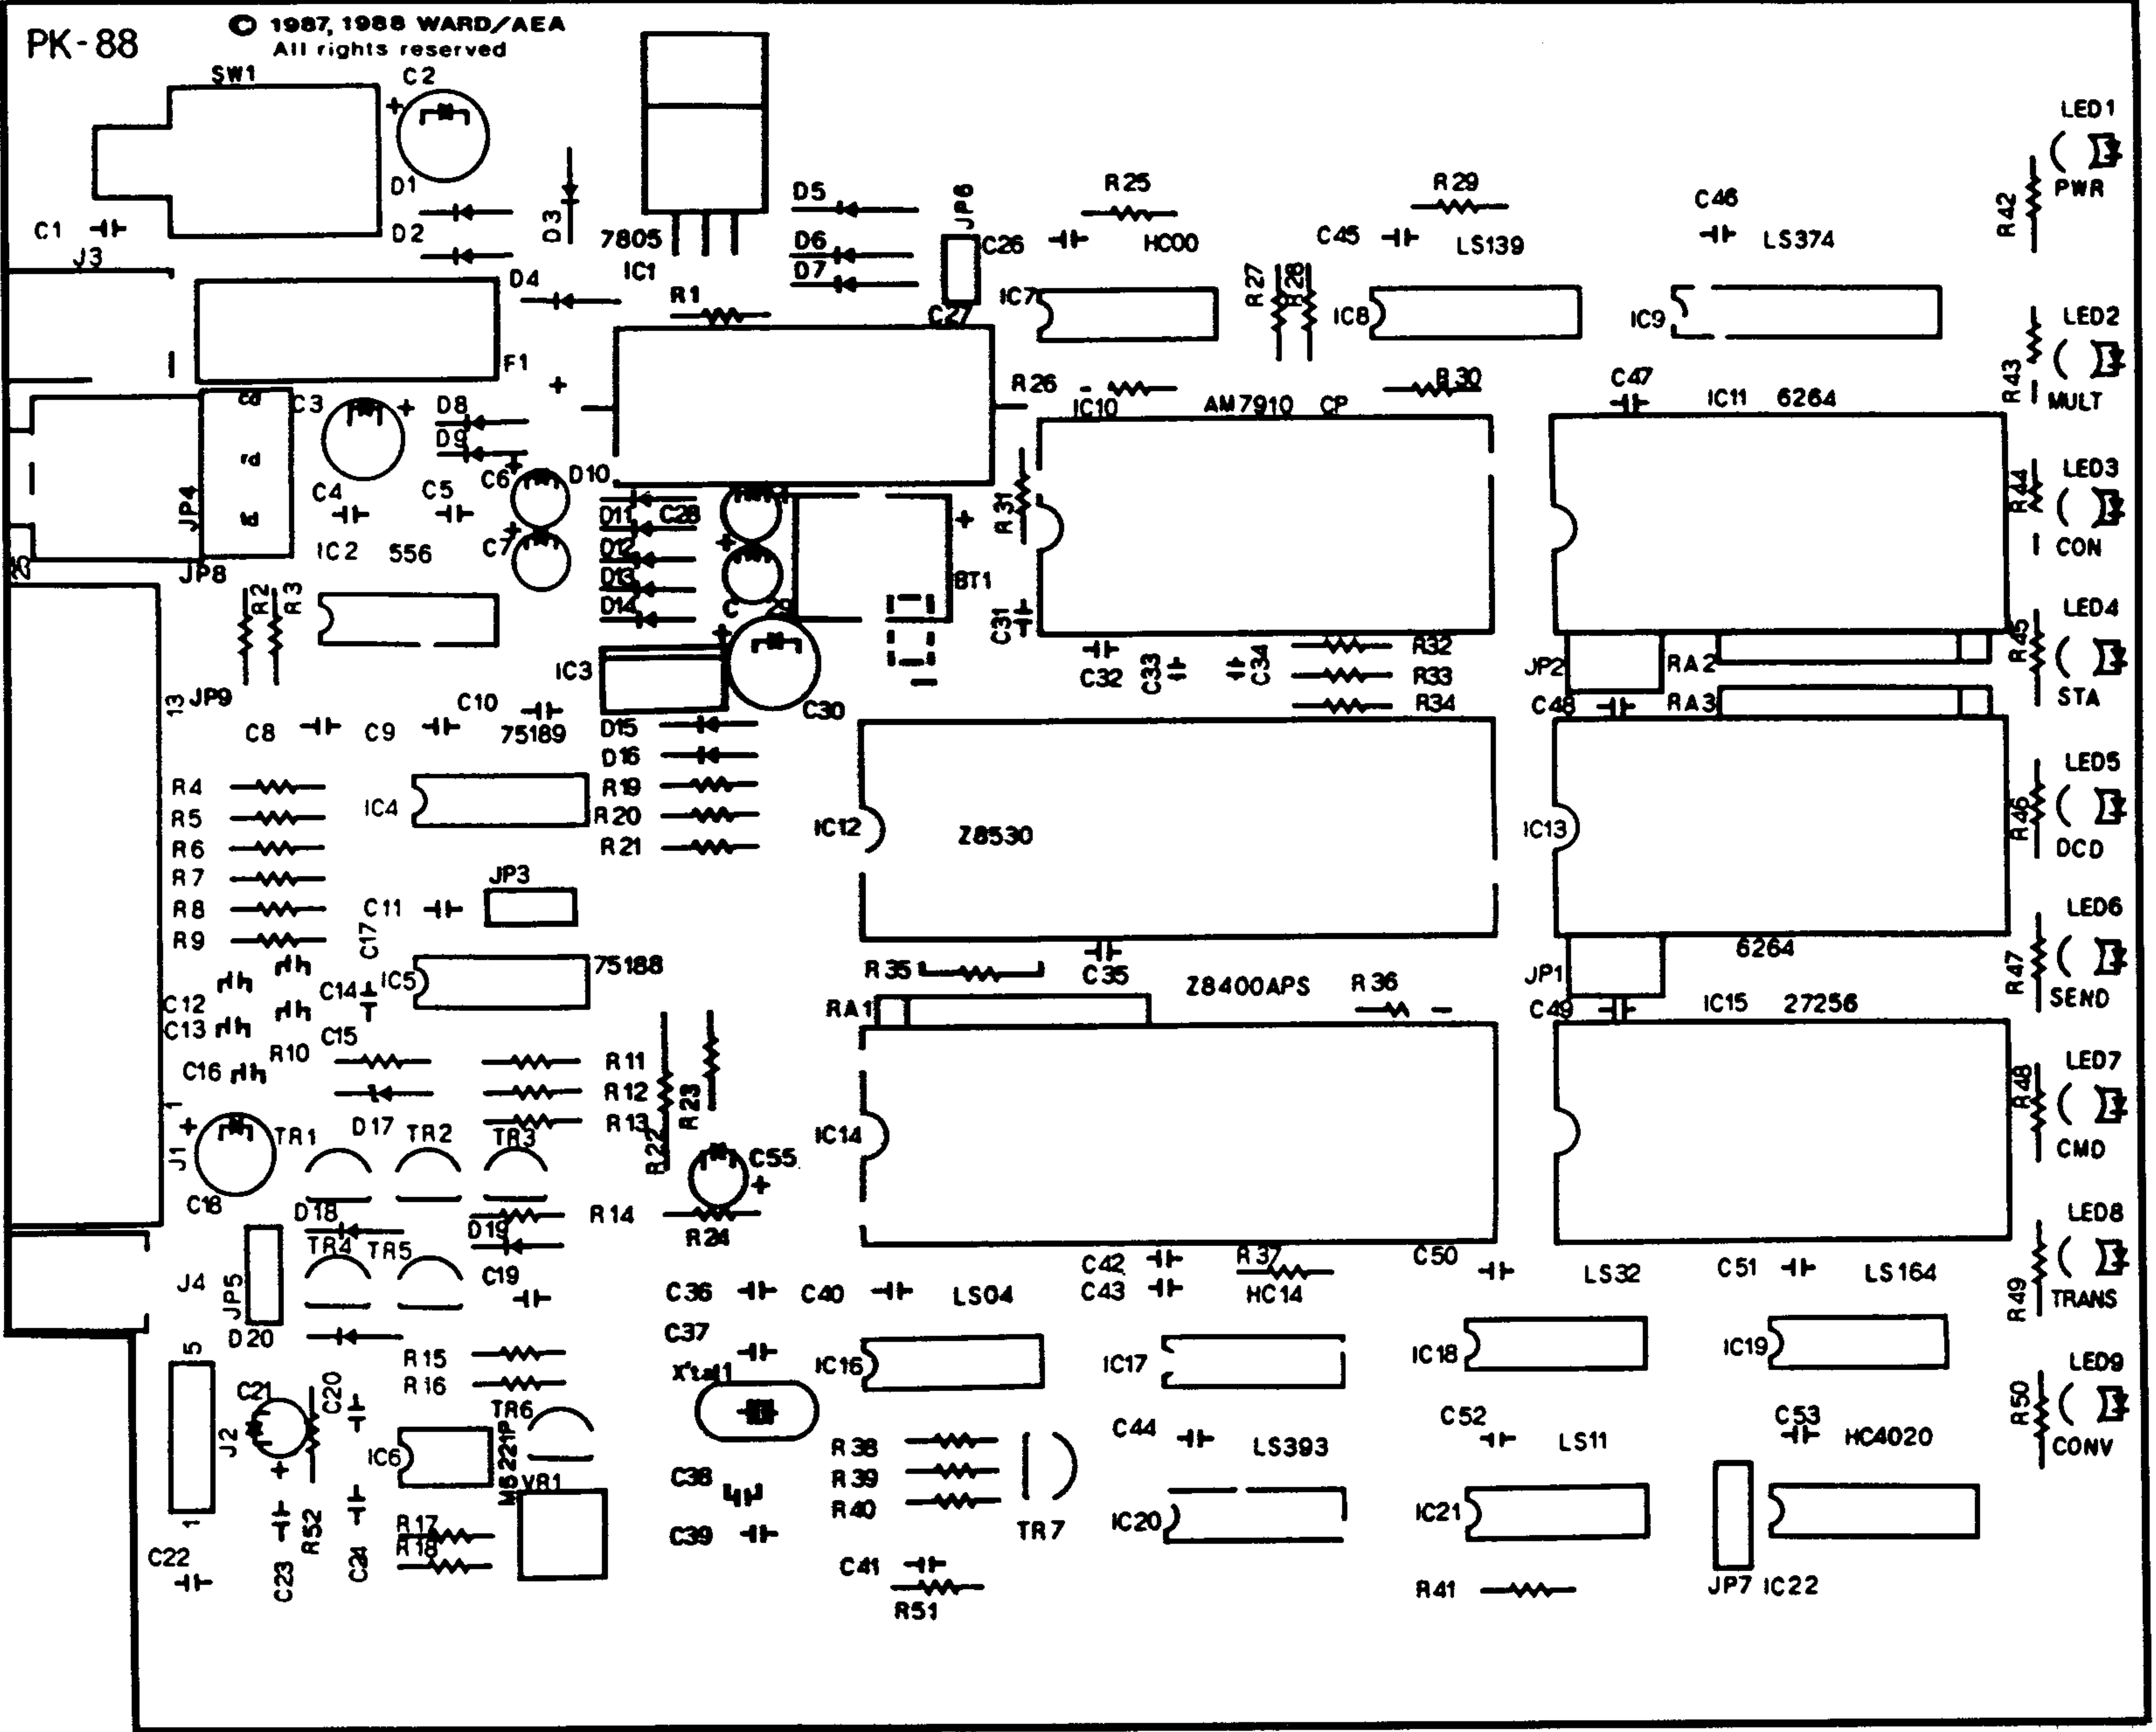 PK-88
© 1987, 1988 WARD/AEA
All rights reserved
SW1
C2
D1
D2
D3
C1
J3
7805
IC1
D4
R1
F1
D5
D6
D7
JP6
C26
C27
R25
HC00
IC7
R27
R28
C45
R29
LS139
IC8
C46
LS374
IC9
LED1
PWR
R42
LED2
R43
MULT
cd
rd
td
C3
JP4
D8
D9
C4
C5
C6
C7
IC2 556
JP8
25
D10
D11
C28
D12
D13
D14
BT1
R26
IC10
AM7910 CP
R30
R31
C31
C47
IC11 6264
LED3
R44
CON
R2
R3
JP9
13
C8
C9
C10
75189
IC3
C30
D15
D16
R19
R20
R21
C32
C33
C34
R32
R33
R34
JP2
RA2
C48
RA3
LED4
R45
STA
R4
R5
R6
R7
R8
R9
IC4
JP3
C11
C17
IC5
75188
IC12
Z8530
IC13
LED5
R46
DCD
C12
C13
C14
C15
R10
C16
R35
C35
RA1
Z8400APS
R36
JP1
6264
C49
IC15 27256
LED6
R47
SEND
1
J1
D17
R11
R12
R13
R22
R23
C18
TR1
TR2
TR3
C55
IC14
LED7
R48
CMD
D18
D19
R14
R24
TR4
TR5
J4
JP5
C19
D20
C36
C37
C40
LS04
C42
C43
R37
HC14
C50
LS32
C51
LS164
LED8
R49
TRANS
5
J2
1
C21
C20
R15
R16
TR6
IC6
M5221P
VR1
R52
C22
C23
C24
R17
R18
X'tal1
C38
C39
IC16
IC17
IC18
IC19
R38
R39
R40
TR7
C41
R51
C44
LS393
IC20
C52
LS11
IC21
R41
C53
HC4020
JP7 IC22
LED9
R50
CONV